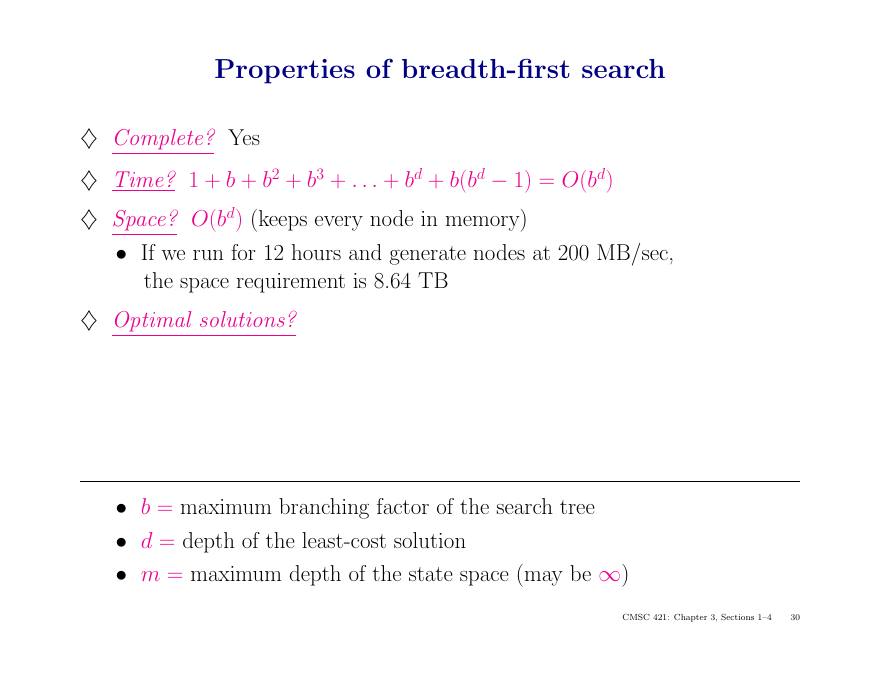 Properties of breadth-first search
♢ Complete? Yes
♢ Time? 1 + b + b² + b³ + . . . + bᵈ + b(bᵈ − 1) = O(bᵈ)
♢ Space? O(bᵈ) (keeps every node in memory)
• If we run for 12 hours and generate nodes at 200 MB/sec,
the space requirement is 8.64 TB
♢ Optimal solutions?
• b = maximum branching factor of the search tree
• d = depth of the least-cost solution
• m = maximum depth of the state space (may be ∞)
CMSC 421: Chapter 3, Sections 1–4 30